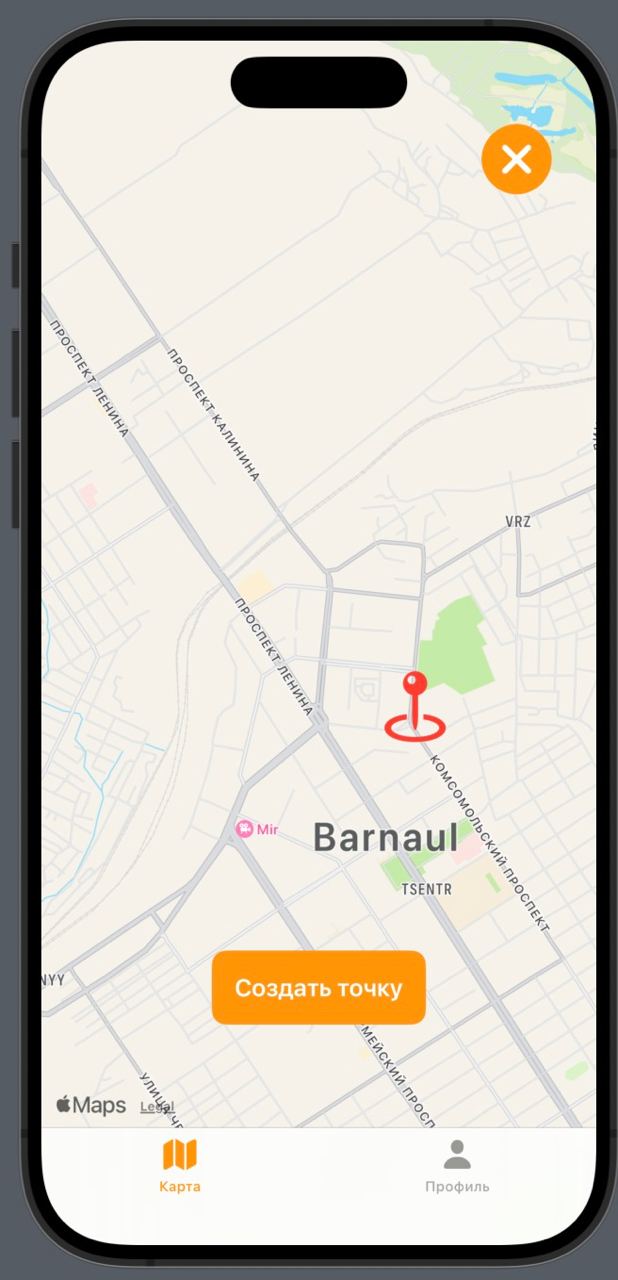 ПРОСПЕКТ ЛЕНИНА
ПРОСПЕКТ КАЛИНИНА
VRZ
ПРОСПЕКТ ЛЕНИНА
КОМСОМОЛЬСКИЙ ПРОСПЕКТ
Mir
Barnaul
TSENTR
NYY
Создать точку
МЕЙСКИЙ ПРОСП
Maps
Legal
Карта
Профиль